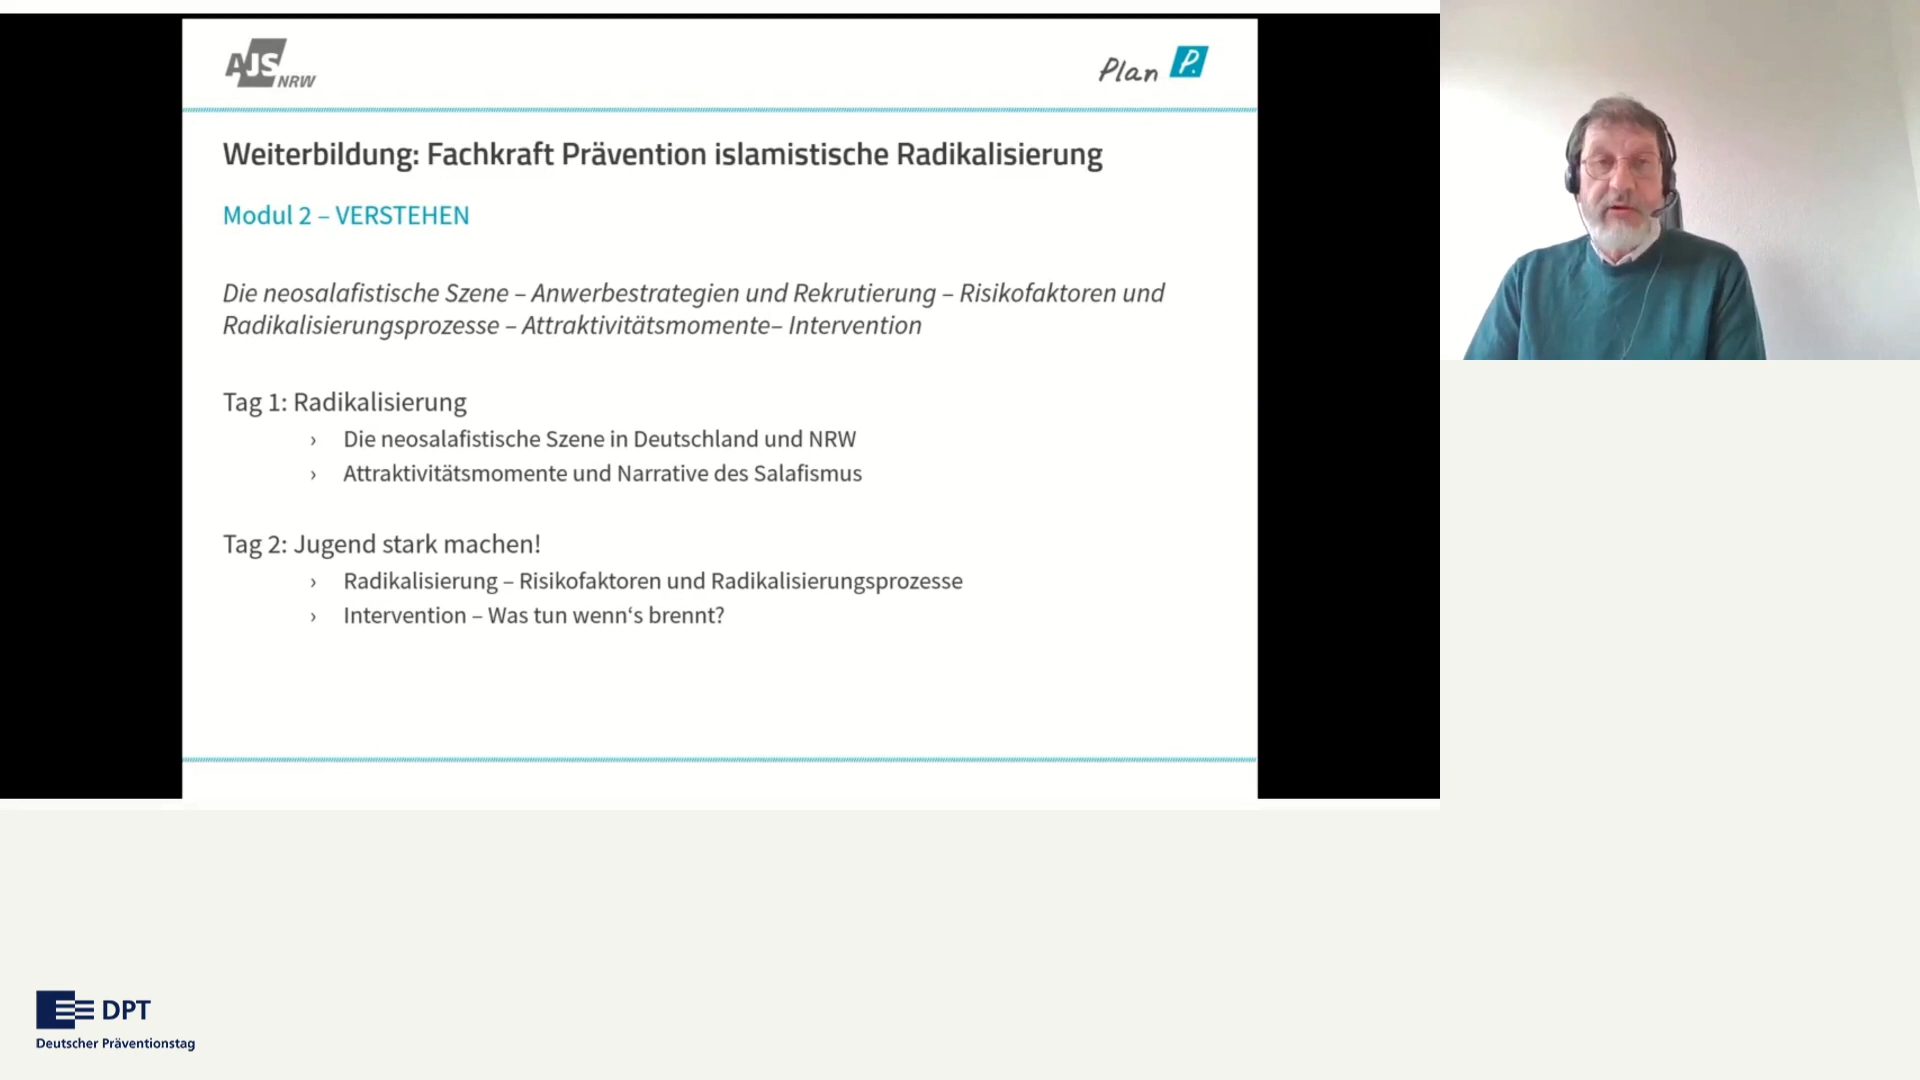 AJS NRW
Plan P.
Weiterbildung: Fachkraft Prävention islamistische Radikalisierung
Modul 2 – VERSTEHEN
Die neosalafistische Szene – Anwerbestrategien und Rekrutierung – Risikofaktoren und
Radikalisierungsprozesse – Attraktivitätsmomente– Intervention
Tag 1: Radikalisierung
› Die neosalafistische Szene in Deutschland und NRW
› Attraktivitätsmomente und Narrative des Salafismus
Tag 2: Jugend stark machen!
› Radikalisierung – Risikofaktoren und Radikalisierungsprozesse
› Intervention – Was tun wenn‘s brennt?
DPT
Deutscher Präventionstag